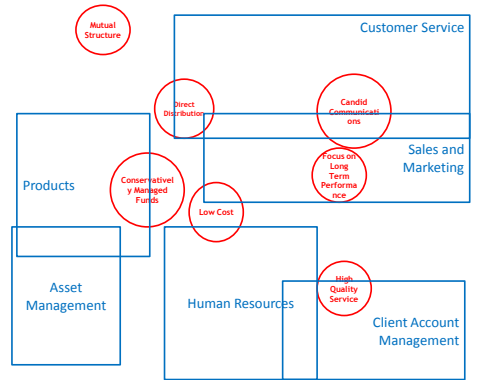 Mutual
Structure
Customer Service
Direct
Distribution
Candid
Communicati
ons
Sales and
Marketing
Focus on
Long
Term
Performa
nce
Products
Conservativel
y Managed
Funds
Low Cost
Asset
Management
Human Resources
High
Quality
Service
Client Account
Management